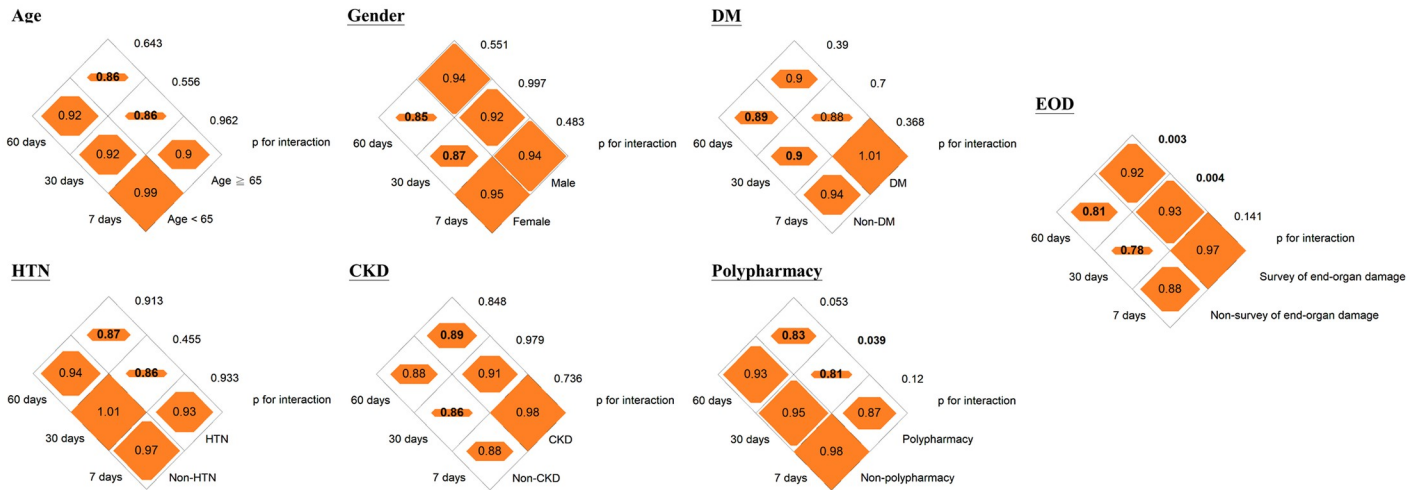 Age
0.643
0.86
0.556
0.92
0.86
0.962
60 days
0.92
0.9
p for interaction
30 days
0.99
Age ≧ 65
7 days
Age < 65
Gender
0.551
0.94
0.997
0.85
0.92
0.483
60 days
0.87
0.94
p for interaction
30 days
0.95
Male
7 days
Female
DM
0.39
0.9
0.7
0.89
0.88
0.368
60 days
0.9
1.01
p for interaction
30 days
0.94
DM
7 days
Non-DM
EOD
0.003
0.92
0.004
0.81
0.93
0.141
60 days
0.78
0.97
p for interaction
30 days
0.88
Survey of end-organ damage
7 days
Non-survey of end-organ damage
HTN
0.913
0.87
0.455
0.94
0.86
0.933
60 days
1.01
0.93
p for interaction
30 days
0.97
HTN
7 days
Non-HTN
CKD
0.848
0.89
0.979
0.88
0.91
0.736
60 days
0.86
0.98
p for interaction
30 days
0.88
CKD
7 days
Non-CKD
Polypharmacy
0.053
0.83
0.039
0.93
0.81
0.12
60 days
0.95
0.87
p for interaction
30 days
0.98
Polypharmacy
7 days
Non-polypharmacy